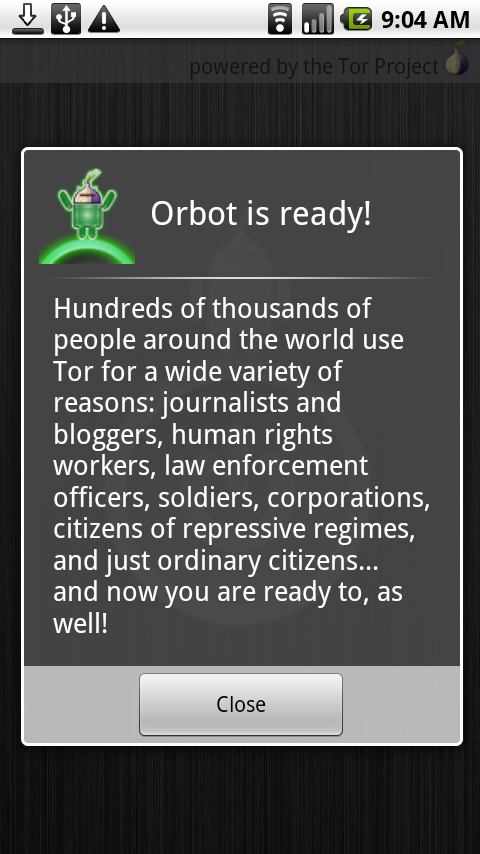 9:04 AM
powered by the Tor Project
Orbot is ready!
Hundreds of thousands of
people around the world use
Tor for a wide variety of
reasons: journalists and
bloggers, human rights
workers, law enforcement
officers, soldiers, corporations,
citizens of repressive regimes,
and just ordinary citizens...
and now you are ready to, as
well!
Close